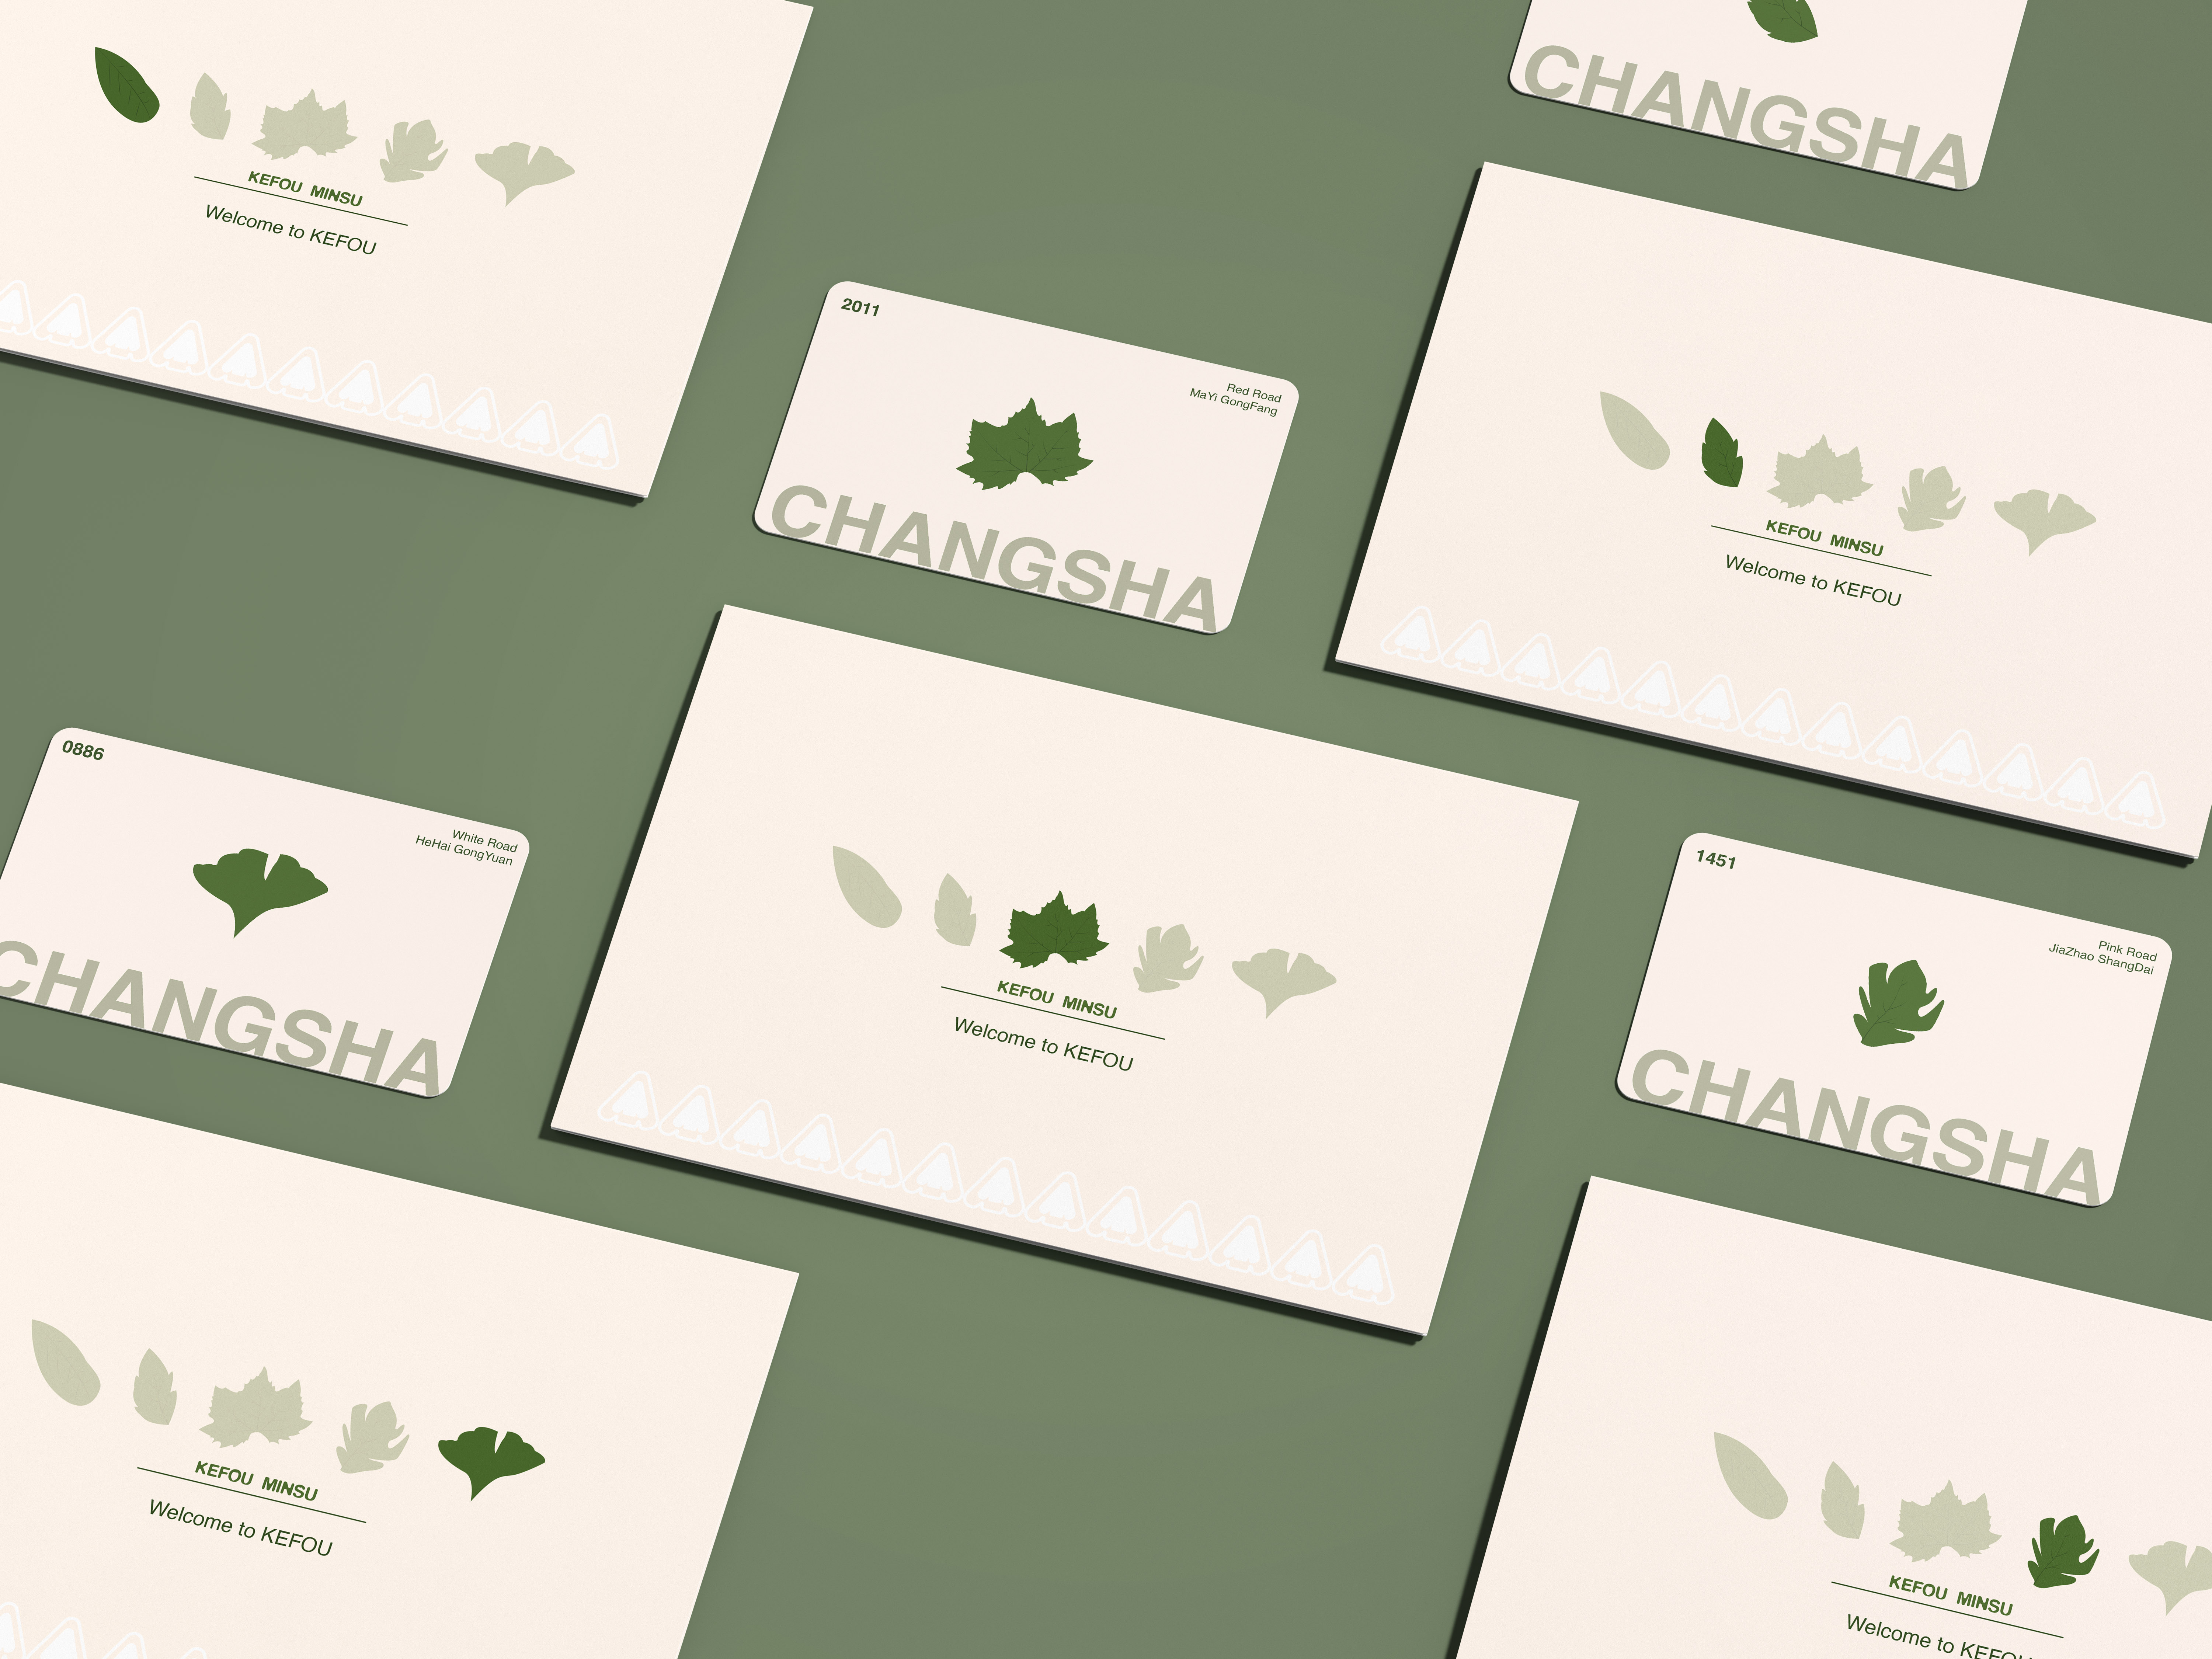 KEFOU MINSU
Welcome to KEFOU
CHANGSHA
2011
Red Road
MaYi GongFang
CHANGSHA
KEFOU MINSU
Welcome to KEFOU
0886
White Road
HeHai GongYuan
CHANGSHA
KEFOU MINSU
Welcome to KEFOU
1451
Pink Road
JiaZhao ShangDai
CHANGSHA
KEFOU MINSU
Welcome to KEFOU
KEFOU MINSU
Welcome to KEFOU